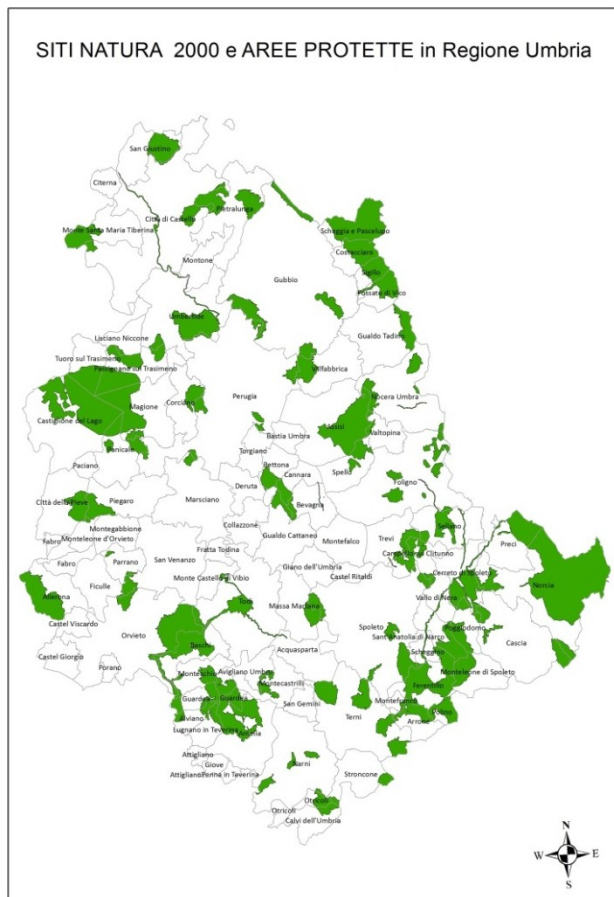 SITI NATURA 2000 e AREE PROTETTE in Regione Umbria
San Giustino
Citerna
Città di Castello
Pietralunga
Monte Santa Maria Tiberina
Scheggia e Pascelupo
Costacciaro
Montone
Sigillo
Gubbio
Fossato di Vico
Umbertide
Gualdo Tadino
Lisciano Niccone
Tuoro sul Trasimeno
Passignano sul Trasimeno
Valfabbrica
Nocera Umbra
Corciano
Perugia
Magione
Castiglione del Lago
Assisi
Valtopina
Bastia Umbra
Torgiano
Panicale
Bettona
Spello
Paciano
Cannara
Foligno
Deruta
Città della Pieve
Piegaro
Marsciano
Bevagna
Collazzone
Sellano
Montegabbione
Gualdo Cattaneo
Montefalco
Trevi
Fabro
Monteleone d'Orvieto
Fratta Todina
Campello sul Clitunno
Preci
Fabro
Parrano
San Venanzo
Giano dell'Umbria
Castel Ritaldi
Cerreto di Spoleto
Monte Castello di Vibio
Norcia
Allerona
Ficulle
Todi
Massa Martana
Vallo di Nera
Castel Viscardo
Spoleto
Poggiodomo
Orvieto
Sant'Anatolia di Narco
Cascia
Baschi
Acquasparta
Scheggino
Castel Giorgio
Porano
Montecchio
Avigliano Umbro
Monteleone di Spoleto
Montecastrilli
Ferentillo
Guardea
Guardea
San Gemini
Montefranco
Polino
Alviano
Terni
Arrone
Lugnano in Teverina
Amelia
Attigliano
Giove
Narni
Attigliano
Penna in Teverina
Stroncone
Otricoli
Otricoli
Calvi dell'Umbria
N
W
E
S